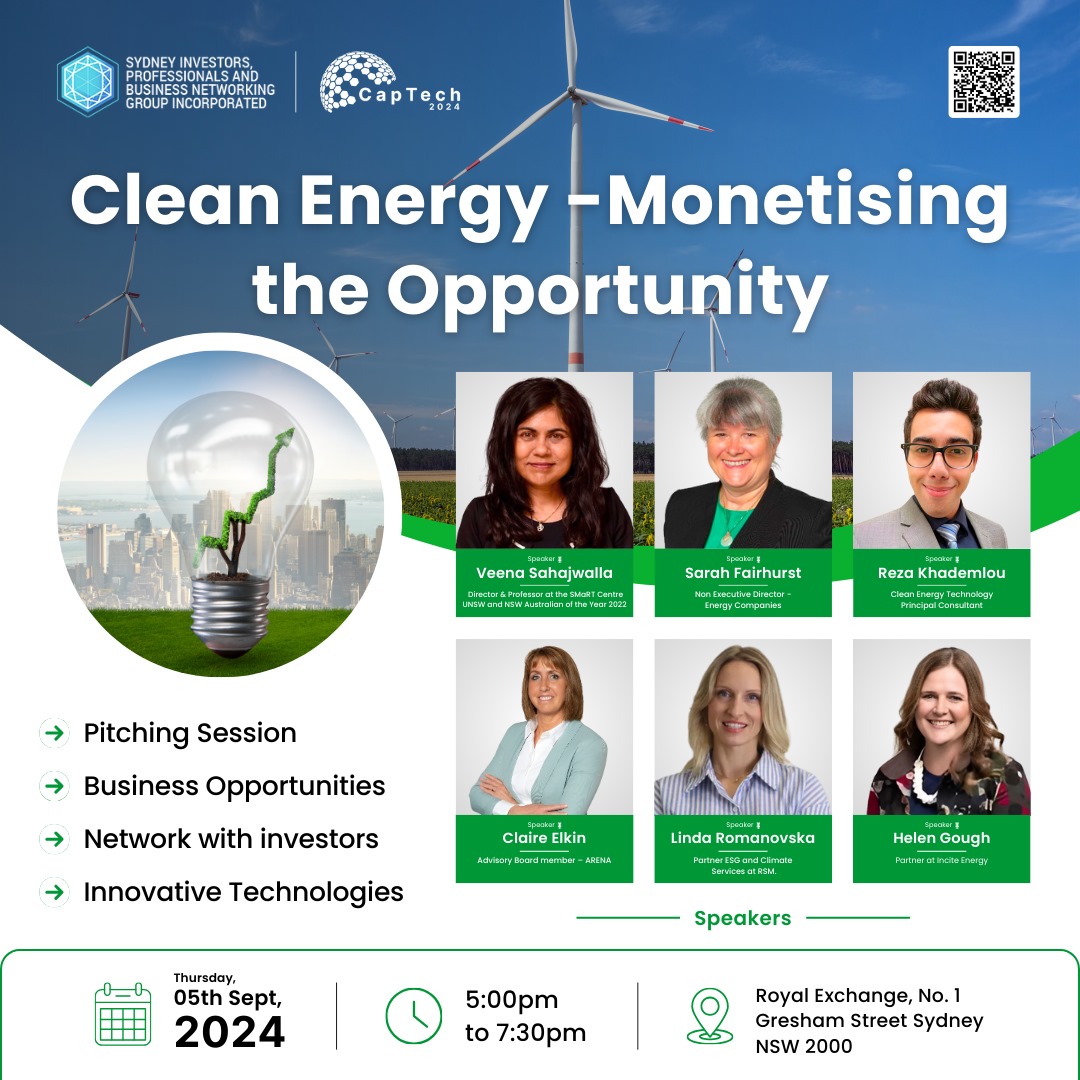 SYDNEY INVESTORS,
PROFESSIONALS AND
BUSINESS NETWORKING
GROUP INCORPORATED
CapTech
2024
Clean Energy –Monetising
the Opportunity
Speaker
Veena Sahajwalla
Director & Professor at the SMaRT Centre
UNSW and NSW Australian of the Year 2022
Speaker
Sarah Fairhurst
Non Executive Director -
Energy Companies
Speaker
Reza Khademlou
Clean Energy Technology
Principal Consultant
Speaker
Claire Elkin
Advisory Board member – ARENA
Speaker
Linda Romanovska
Partner ESG and Climate
Services at RSM.
Speaker
Helen Gough
Partner at Incite Energy
Speakers
Pitching Session
Business Opportunities
Network with investors
Innovative Technologies
Thursday,
05th Sept,
2024
5:00pm
to 7:30pm
Royal Exchange, No. 1
Gresham Street Sydney
NSW 2000